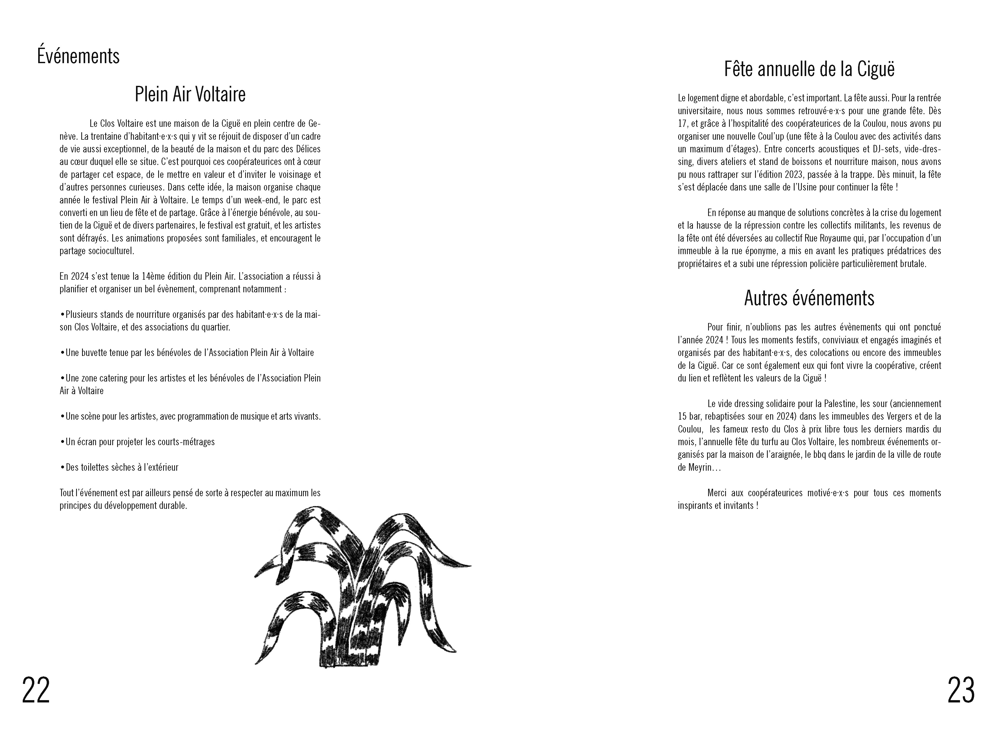 Événements
Plein Air Voltaire
Le Clos Voltaire est une maison de la Ciguë en plein centre de Ge-
nève. La trentaine d’habitant·e·x·s qui y vit se réjouit de disposer d’un cadre
de vie aussi exceptionnel, de la beauté de la maison et du parc des Délices
au cœur duquel elle se situe. C’est pourquoi ces coopérateurices ont à cœur
de partager cet espace, de le mettre en valeur et d’inviter le voisinage et
d’autres personnes curieuses. Dans cette idée, la maison organise chaque
année le festival Plein Air à Voltaire. Le temps d’un week-end, le parc est
converti en un lieu de fête et de partage. Grâce à l’énergie bénévole, au sou-
tien de la Ciguë et de divers partenaires, le festival est gratuit, et les artistes
sont défrayés. Les animations proposées sont familiales, et encouragent le
partage socioculturel.
En 2024 s’est tenue la 14ème édition du Plein Air. L’association a réussi à
planifier et organiser un bel évènement, comprenant notamment :
•Plusieurs stands de nourriture organisés par des habitant·e·x·s de la mai-
son Clos Voltaire, et des associations du quartier.
•Une buvette tenue par les bénévoles de l’Association Plein Air à Voltaire
•Une zone catering pour les artistes et les bénévoles de l’Association Plein
Air à Voltaire
•Une scène pour les artistes, avec programmation de musique et arts vivants.
•Un écran pour projeter les courts-métrages
•Des toilettes sèches à l’extérieur
Tout l’événement est par ailleurs pensé de sorte à respecter au maximum les
principes du développement durable.
22
Fête annuelle de la Ciguë
Le logement digne et abordable, c’est important. La fête aussi. Pour la rentrée
universitaire, nous nous sommes retrouvé·e·x·s pour une grande fête. Dès
17, et grâce à l’hospitalité des coopérateurices de la Coulou, nous avons pu
organiser une nouvelle Coul’up (une fête à la Coulou avec des activités dans
un maximum d’étages). Entre concerts acoustiques et DJ-sets, vide-dres-
sing, divers ateliers et stand de boissons et nourriture maison, nous avons
pu nous rattraper sur l’édition 2023, passée à la trappe. Dès minuit, la fête
s’est déplacée dans une salle de l’Usine pour continuer la fête !
En réponse au manque de solutions concrètes à la crise du logement
et la hausse de la répression contre les collectifs militants, les revenus de
la fête ont été déversées au collectif Rue Royaume qui, par l’occupation d’un
immeuble à la rue éponyme, a mis en avant les pratiques prédatrices des
propriétaires et a subi une répression policière particulièrement brutale.
Autres événements
Pour finir, n’oublions pas les autres évènements qui ont ponctué
l’année 2024 ! Tous les moments festifs, conviviaux et engagés imaginés et
organisés par des habitant·e·x·s, des colocations ou encore des immeubles
de la Ciguë. Car ce sont également eux qui font vivre la coopérative, créent
du lien et reflètent les valeurs de la Ciguë !
Le vide dressing solidaire pour la Palestine, les sour (anciennement
15 bar, rebaptisées sour en 2024) dans les immeubles des Vergers et de la
Coulou,  les fameux resto du Clos à prix libre tous les derniers mardis du
mois, l’annuelle fête du turfu au Clos Voltaire, les nombreux événements or-
ganisés par la maison de l’araignée, le bbq dans le jardin de la ville de route
de Meyrin…
Merci aux coopérateurices motivé·e·x·s pour tous ces moments
inspirants et invitants !
23